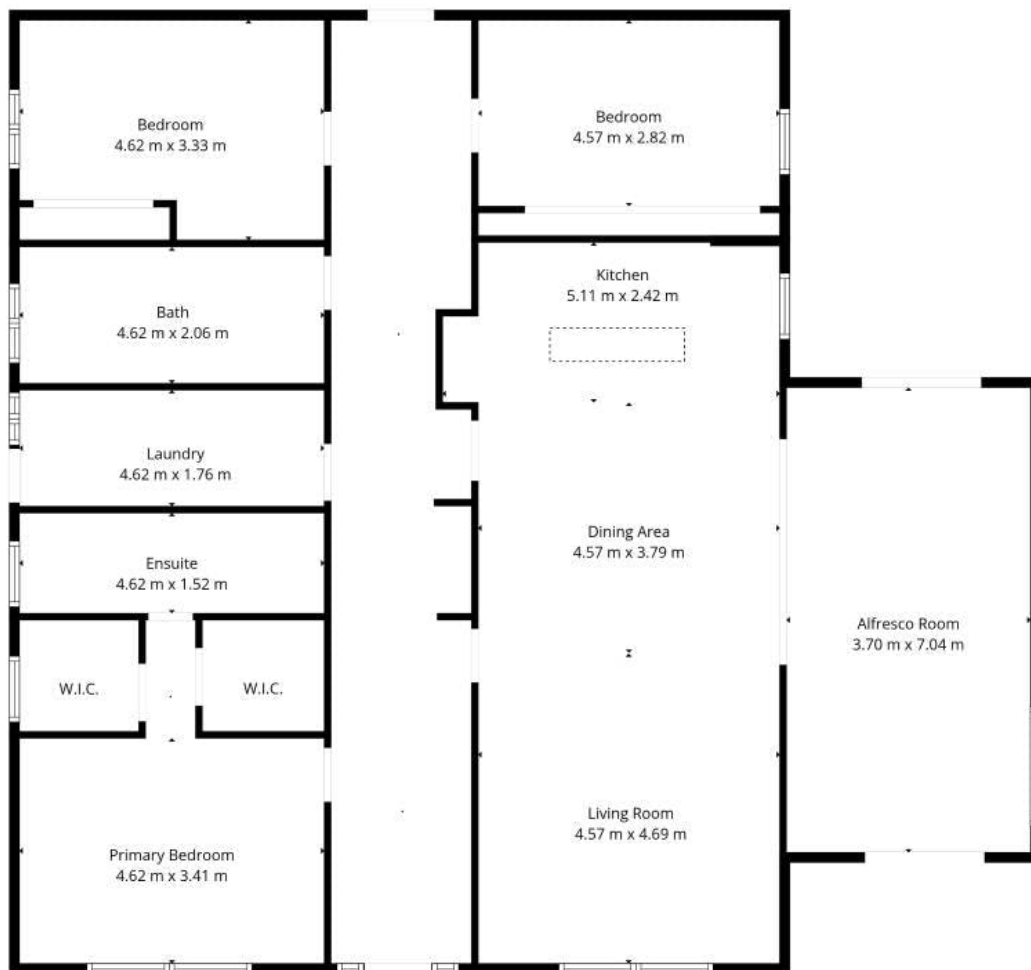 Bedroom
4.62 m x 3.33 m
Bedroom
4.57 m x 2.82 m
Kitchen
5.11 m x 2.42 m
Bath
4.62 m x 2.06 m
Laundry
4.62 m x 1.76 m
Dining Area
4.57 m x 3.79 m
Ensuite
4.62 m x 1.52 m
Alfresco Room
3.70 m x 7.04 m
W.I.C.
W.I.C.
Living Room
4.57 m x 4.69 m
Primary Bedroom
4.62 m x 3.41 m